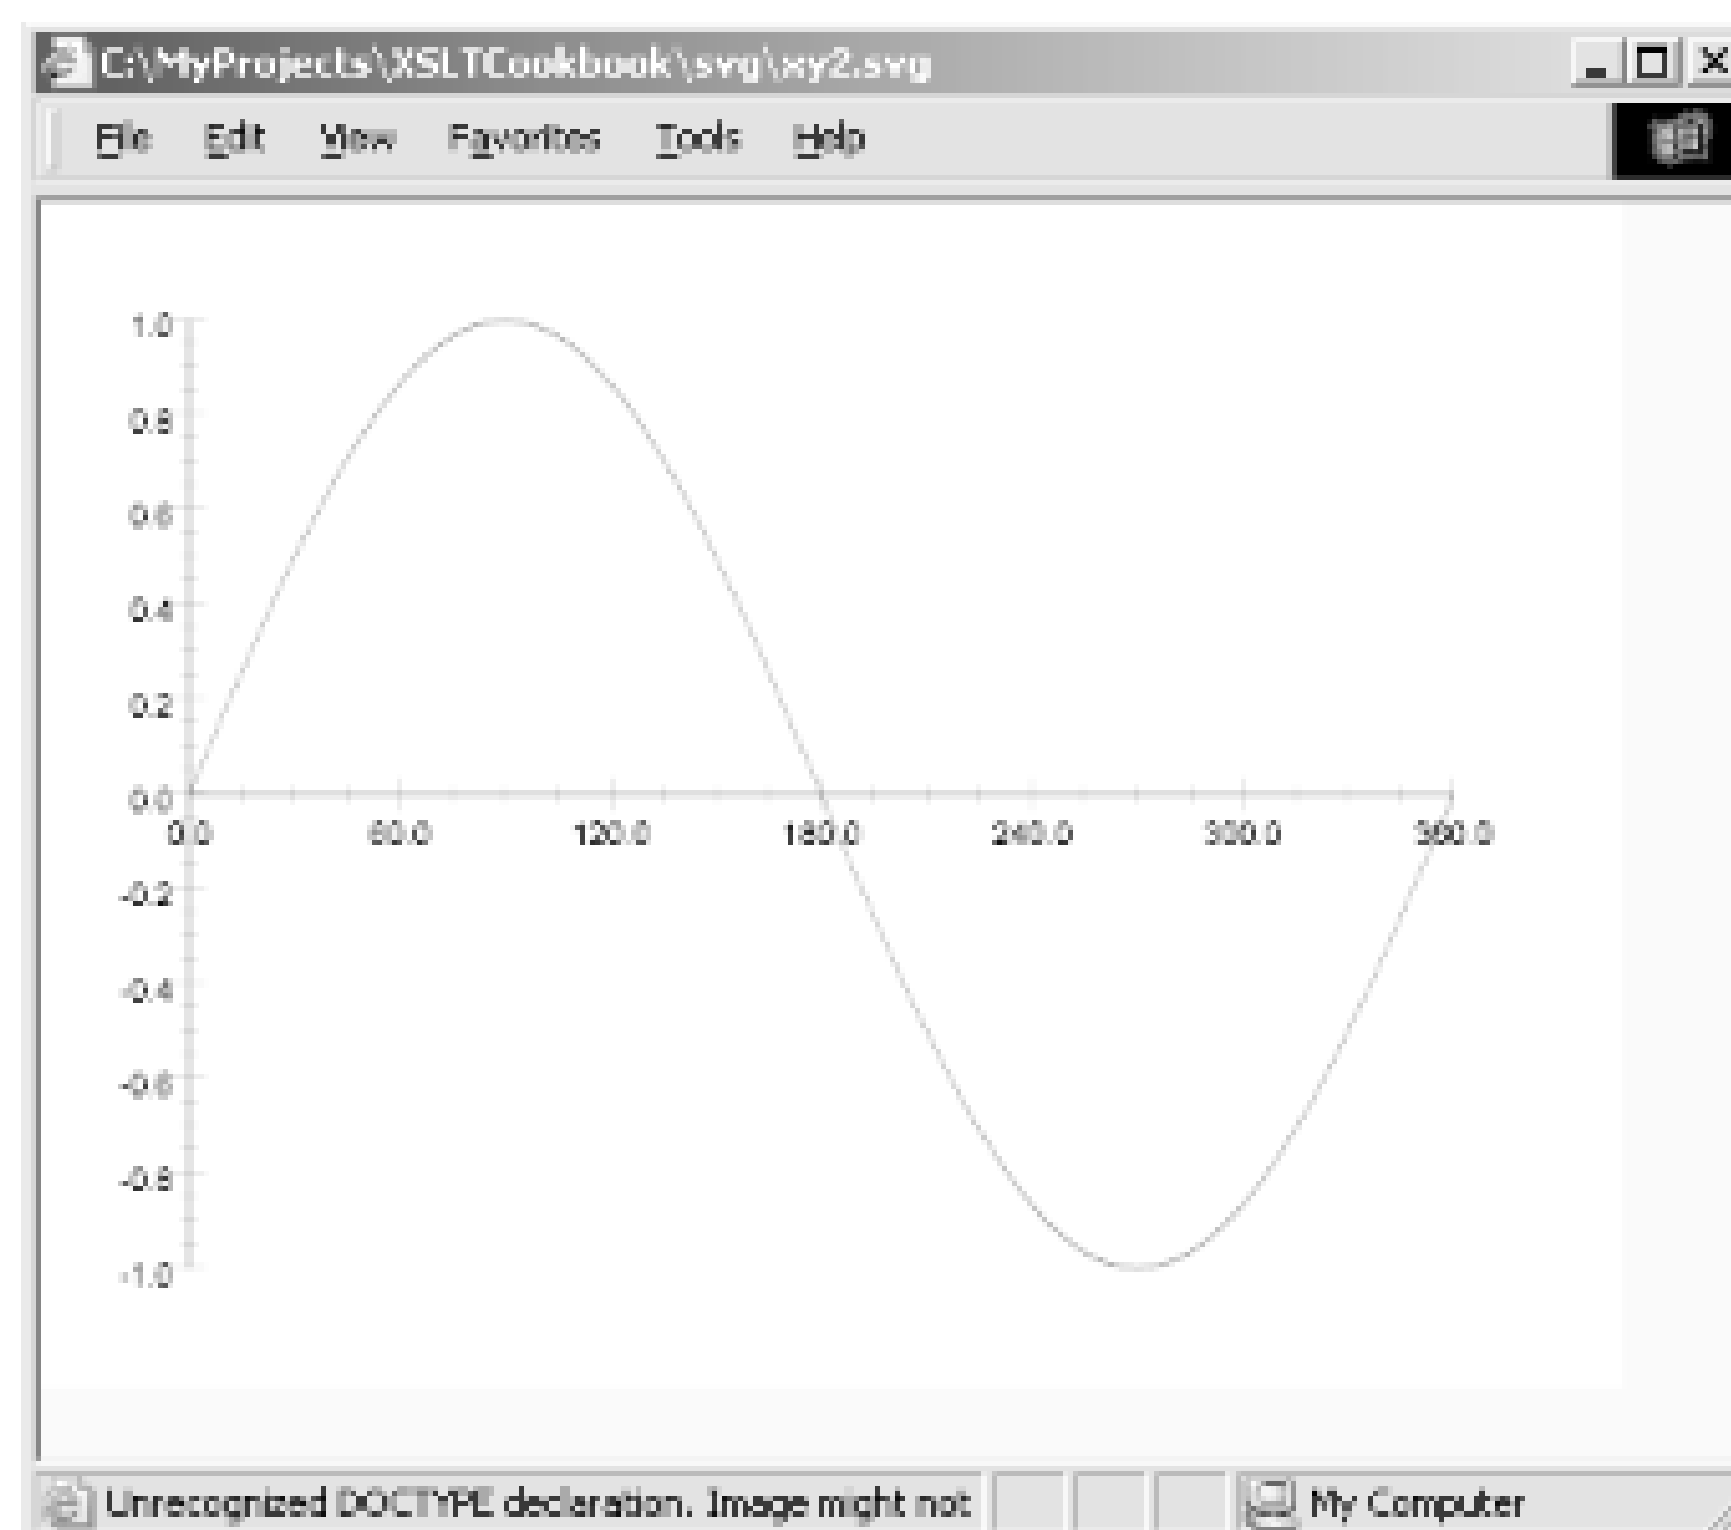 C:\MyProjects\XSLTCookbook\svg\xy2.svg
File Edit View Favorites Tools Help
1.0
0.8
0.6
0.4
0.2
0.0
0.0 60.0 120.0 180.0 240.0 300.0 360.0
-0.2
-0.4
-0.6
-0.8
-1.0
Unrecognized DOCTYPE declaration. Image might not My Computer